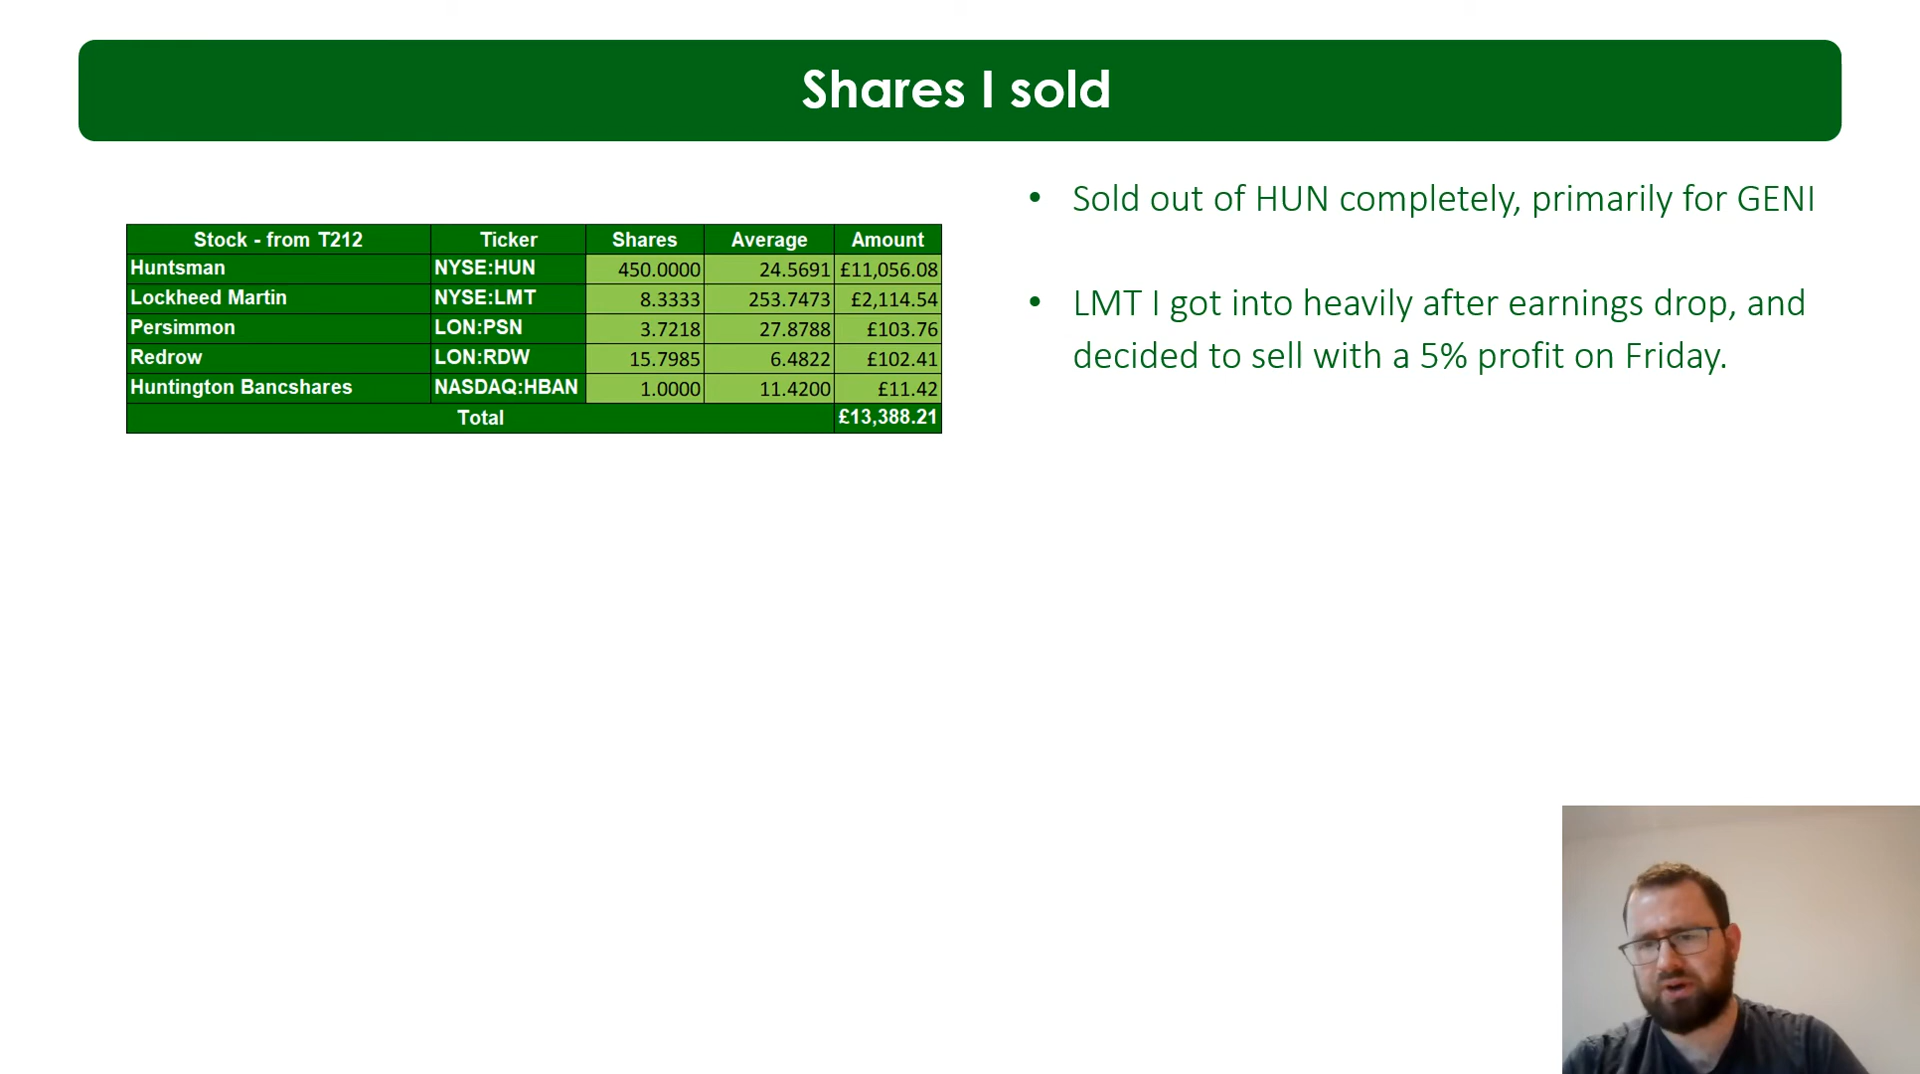 Shares I sold
Stock - from T212 Ticker Shares Average Amount
Huntsman NYSE:HUN 450.0000 24.5691 £11,056.08
Lockheed Martin NYSE:LMT 8.3333 253.7473 £2,114.54
Persimmon LON:PSN 3.7218 27.8788 £103.76
Redrow LON:RDW 15.7985 6.4822 £102.41
Huntington Bancshares NASDAQ:HBAN 1.0000 11.4200 £11.42
Total £13,388.21
• Sold out of HUN completely, primarily for GENI
• LMT I got into heavily after earnings drop, and
decided to sell with a 5% profit on Friday.